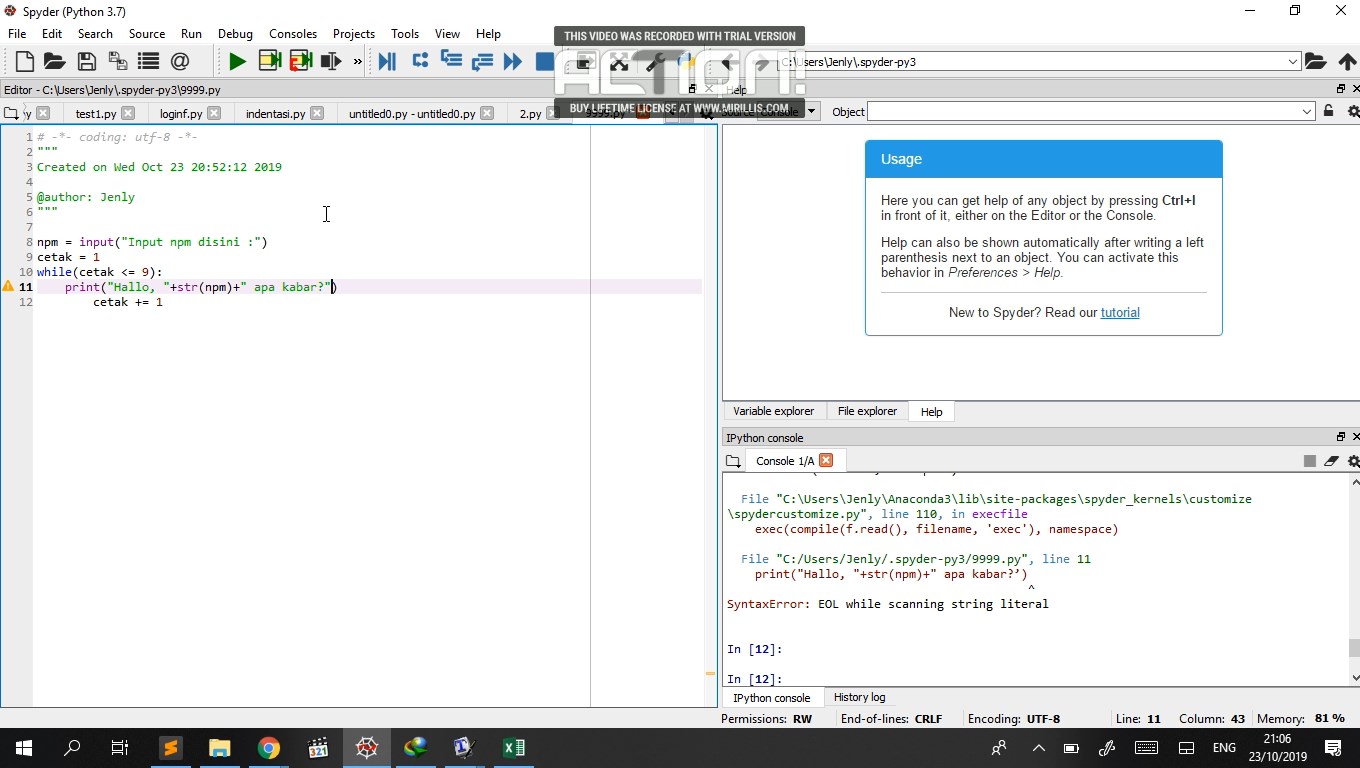 Spyder (Python 3.7)
File Edit Search Source Run Debug Consoles Projects Tools View Help
THIS VIDEO WAS RECORDED WITH TRIAL VERSION
ACTION!
BUY LIFETIME LICENSE AT WWW.MIRILLIS.COM
C:\Users\Jenly\.spyder-py3
Editor - C:\Users\Jenly\.spyder-py3\9999.py
Help
y test1.py loginf.py indentasi.py untitled0.py - untitled0.py 2.py 9999.py
Source Console Object
1 # -*- coding: utf-8 -*-
2 """
3 Created on Wed Oct 23 20:52:12 2019
4
5 @author: Jenly
6 """
7
8 npm = input("Input npm disini :")
9 cetak = 1
10 while(cetak <= 9):
11 print("Hallo, "+str(npm)+" apa kabar?")
12 cetak += 1
Usage
Here you can get help of any object by pressing Ctrl+I
in front of it, either on the Editor or the Console.
Help can also be shown automatically after writing a left
parenthesis next to an object. You can activate this
behavior in Preferences > Help.
New to Spyder? Read our tutorial
Variable explorer File explorer Help
IPython console
Console 1/A
File "C:\Users\Jenly\Anaconda3\lib\site-packages\spyder_kernels\customize
\spydercustomize.py", line 110, in execfile
exec(compile(f.read(), filename, 'exec'), namespace)
File "C:/Users/Jenly/.spyder-py3/9999.py", line 11
print("Hallo, "+str(npm)+" apa kabar?’)
^
SyntaxError: EOL while scanning string literal
In [12]:
In [12]:
IPython console History log
Permissions: RW End-of-lines: CRLF Encoding: UTF-8 Line: 11 Column: 43 Memory: 81 %
321
ENG
21:06
23/10/2019